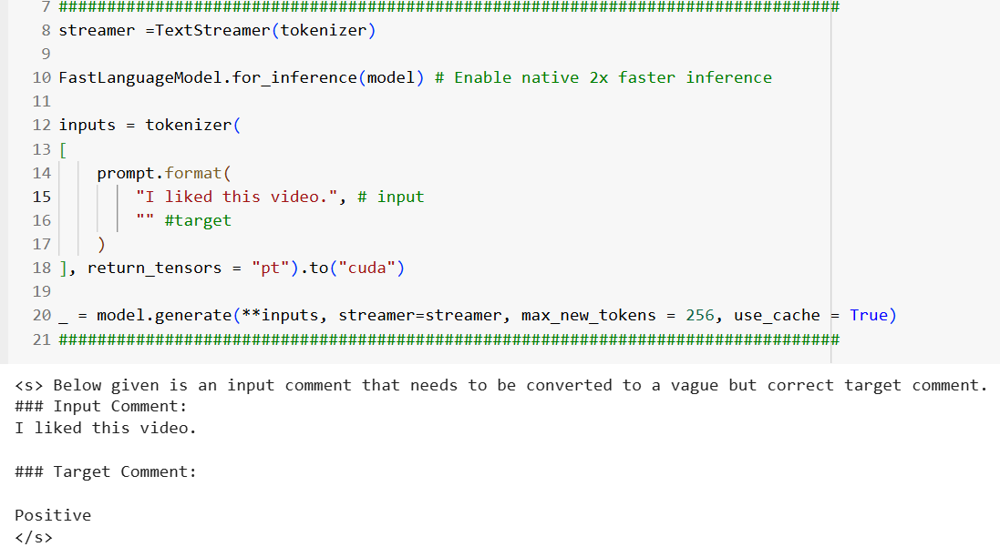 7 #################################################################################
8 streamer =TextStreamer(tokenizer)
9
10 FastLanguageModel.for_inference(model) # Enable native 2x faster inference
11
12 inputs = tokenizer(
13 [
14     prompt.format(
15         "I liked this video.", # input
16         "" #target
17     )
18 ], return_tensors = "pt").to("cuda")
19
20 _ = model.generate(**inputs, streamer=streamer, max_new_tokens = 256, use_cache = True)
21 #################################################################################
<s> Below given is an input comment that needs to be converted to a vague but correct target comment.
### Input Comment:
I liked this video.

### Target Comment:

Positive
</s>